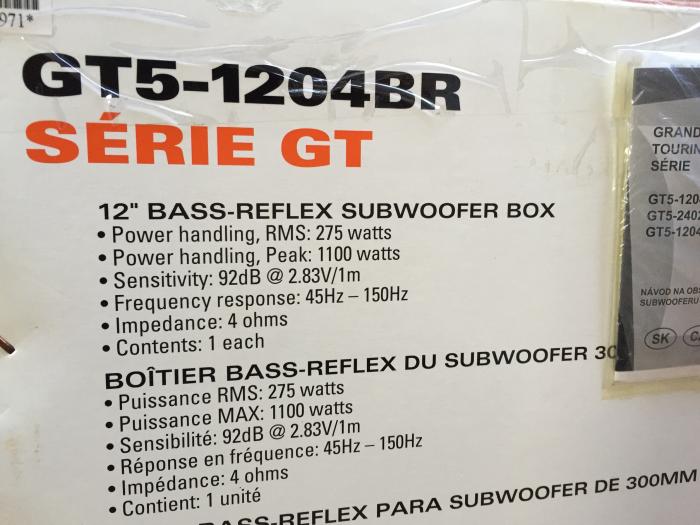 971*
GT5-1204BR
SÉRIE GT
12" BASS-REFLEX SUBWOOFER BOX
• Power handling, RMS: 275 watts
• Power handling, Peak: 1100 watts
• Sensitivity: 92dB @ 2.83V/1m
• Frequency response: 45Hz – 150Hz
• Impedance: 4 ohms
• Contents: 1 each
BOÎTIER BASS-REFLEX DU SUBWOOFER
• Puissance RMS: 275 watts
• Puissance MAX: 1100 watts
• Sensibilité: 92dB @ 2.83V/1m
• Réponse en fréquence: 45Hz – 150Hz
• Impédance: 4 ohms
• Contient: 1 unité
BASS-REFLEX PARA SUBWOOFER DE 300MM
GRAND
TOURIN
SÉRIE
GT5-120
GT5-2402
GT5-1204
NÁVOD NA OBS
SUBWOOFERU
SK